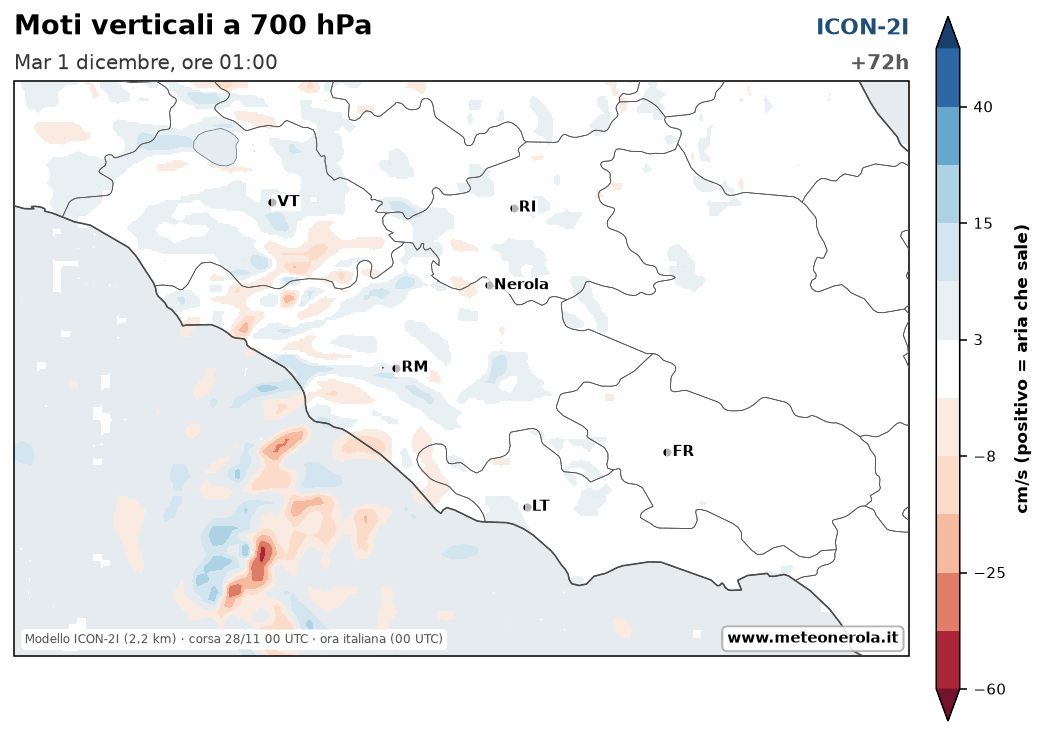 Moti verticali a 700 hPa
ICON-2I
Mar 1 dicembre, ore 01:00
+72h
40
15
3
−8
−25
−60
cm/s (positivo = aria che sale)
VT
RI
Nerola
RM
FR
LT
Modello ICON-2I (2,2 km) · corsa 28/11 00 UTC · ora italiana (00 UTC)
www.meteonerola.it